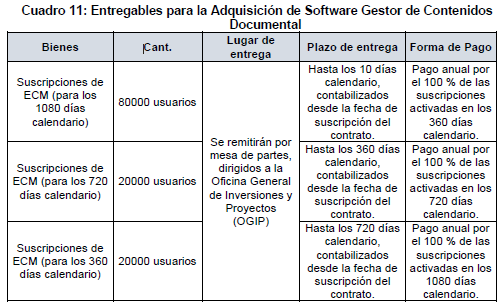 Cuadro 11: Entregables para la Adquisición de Software Gestor de Contenidos
Documental
Bienes
Cant.
Lugar de
entrega
Plazo de entrega
Forma de Pago
Suscripciones de
ECM (para los
1080 días
calendario)
80000 usuarios
Se remitirán por
mesa de partes,
dirigidos a la
Oficina General
de Inversiones y
Proyectos
(OGIP)
Hasta los 10 días
calendario,
contabilizados
desde la fecha de
suscripción del
contrato.
Pago anual por
el 100 % de las
suscripciones
activadas en los
360 días
calendario.
Suscripciones de
ECM (para los 720
días calendario)
20000 usuarios
Hasta los 360 días
calendario,
contabilizados
desde la fecha de
suscripción del
contrato.
Pago anual por
el 100 % de las
suscripciones
activadas en los
720 días
calendario.
Suscripciones de
ECM (para los 360
días calendario)
20000 usuarios
Hasta los 720 días
calendario,
contabilizados
desde la fecha de
suscripción del
contrato.
Pago anual por
el 100 % de las
suscripciones
activadas en los
1080 días
calendario.